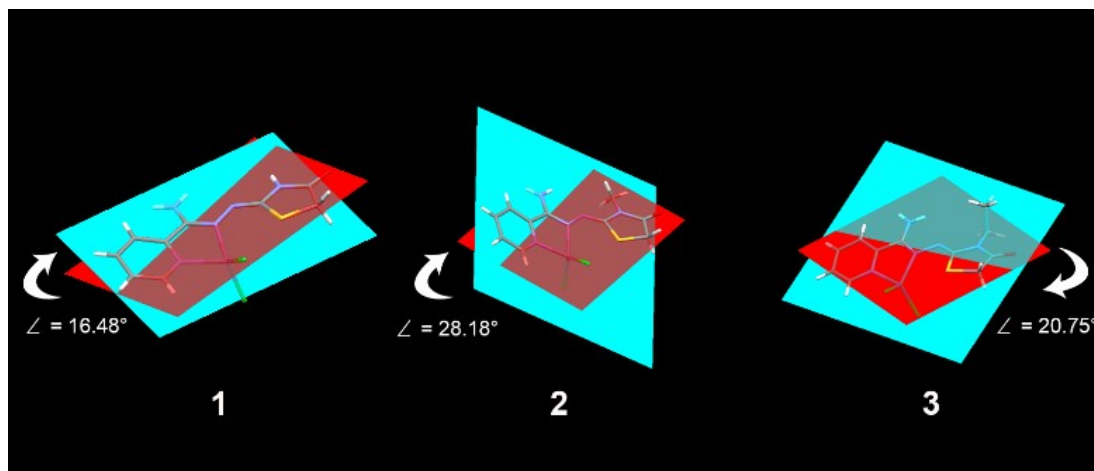 ∠ = 16.48°
∠ = 28.18°
∠ = 20.75°
1
2
3